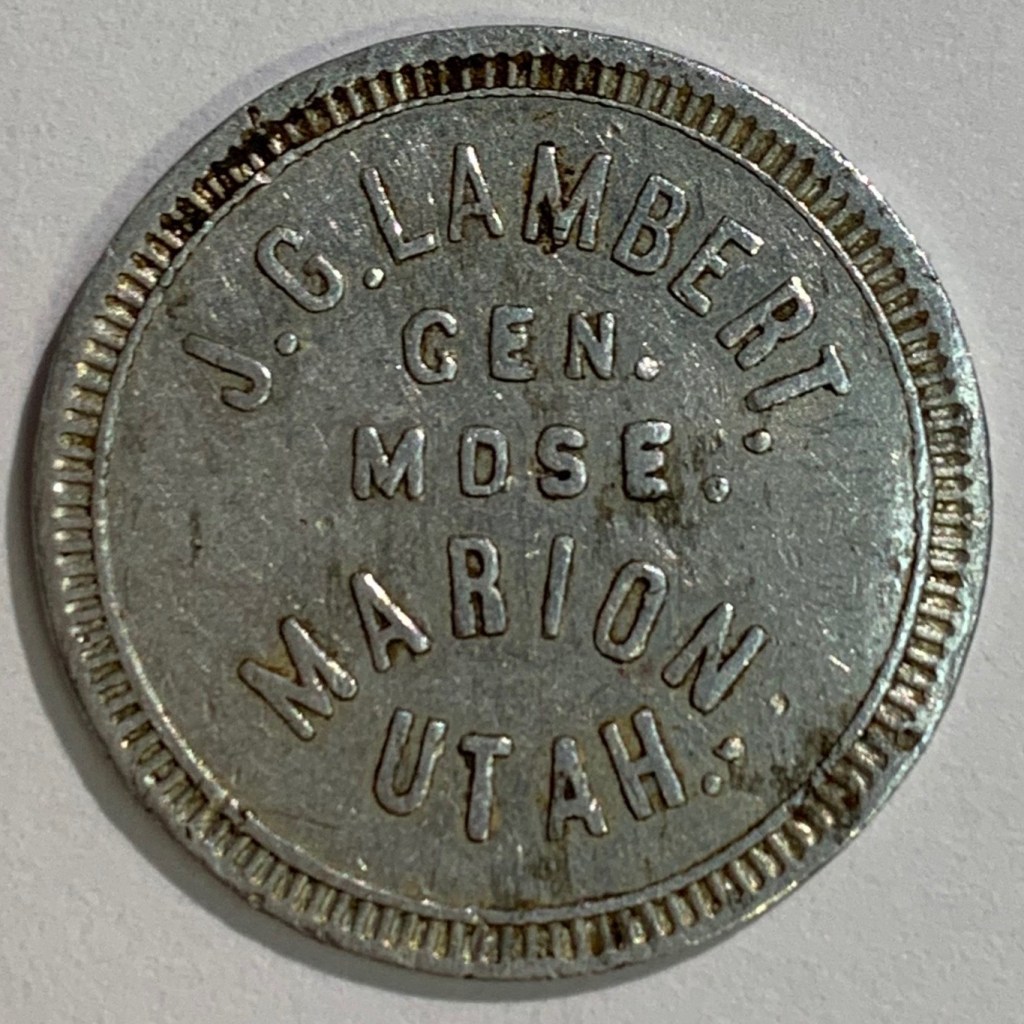 J. G. LAMBERT.
GEN.
MDSE.
MARION,
UTAH.